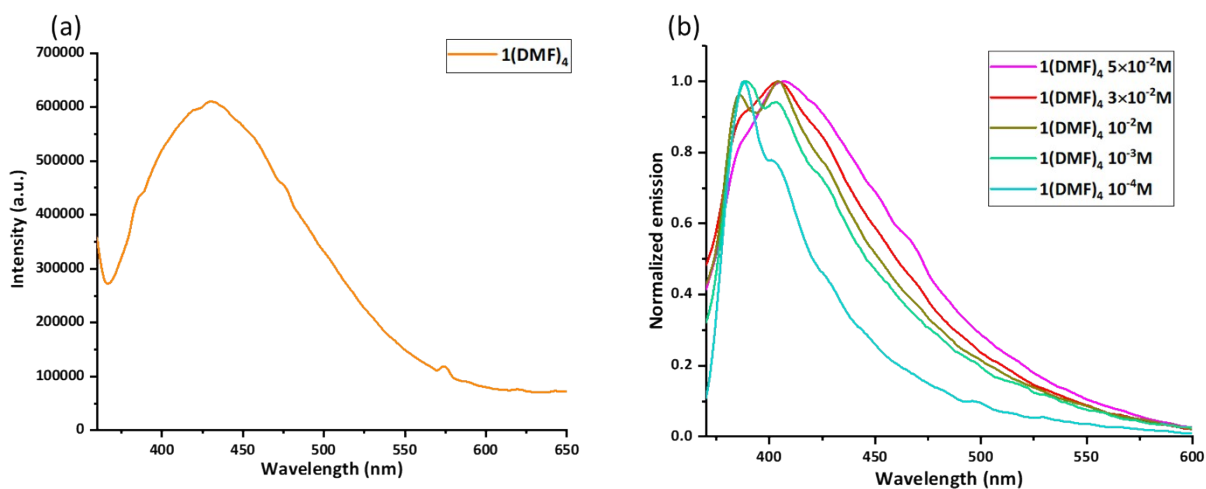 (a)
1(DMF)₄
700000
600000
500000
400000
300000
200000
100000
0
Intensity (a.u.)
400 450 500 550 600 650
Wavelength (nm)
(b)
1(DMF)₄ 5×10⁻²M
1(DMF)₄ 3×10⁻²M
1(DMF)₄ 10⁻²M
1(DMF)₄ 10⁻³M
1(DMF)₄ 10⁻⁴M
1.0
0.8
0.6
0.4
0.2
0.0
Normalized emission
400 450 500 550 600
Wavelength (nm)